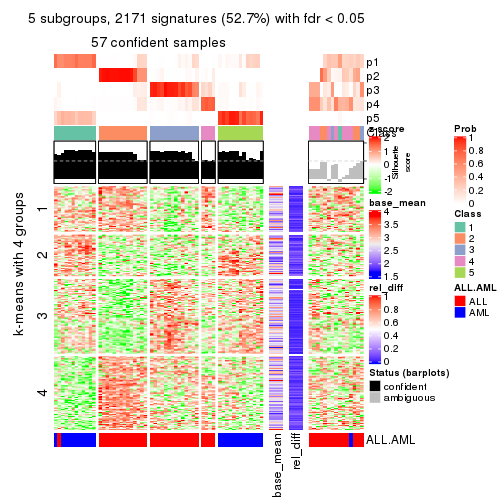 5 subgroups, 2171 signatures (52.7%) with fdr < 0.05
57 confident samples
p1
p2
p3
p4
p5
Class
1
2
3
4
k-means with 4 groups
ALL.AML
base_mean
rel_diff
z-score
2
1
0
-1
-2
Silhouette
score
base_mean
4
3.5
3
2.5
2
1.5
rel_diff
1
0.8
0.6
0.4
0.2
0
Status (barplots)
confident
ambiguous
Prob
1
0.8
0.6
0.4
0.2
0
Class
1
2
3
4
5
ALL.AML
ALL
AML